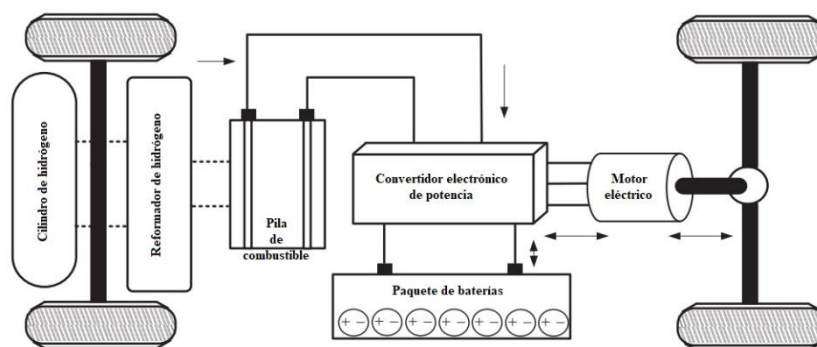 Cilindro de hidrógeno
Reformador de hidrógeno
Pila
de
combustible
Convertidor electrónico
de potencia
Motor
eléctrico
Paquete de baterías
+ - + - + - + - + - + - + -